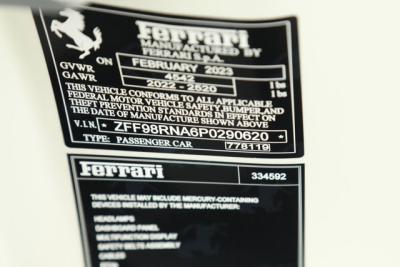 Ferrari
MANUFACTURED BY
FERRARI S.p.A.
ON FEBRUARY 2023
GVWR 4542 lbs
GAWR 2022 - 2520 lbs
THIS VEHICLE CONFORMS TO ALL APPLICABLE
FEDERAL MOTOR VEHICLE SAFETY, BUMPER, AND
THEFT PREVENTION STANDARDS IN EFFECT ON
THE DATE OF MANUFACTURE SHOWN ABOVE
V.I.N. * ZFF98RNA6P0290620 *
TYPE: PASSENGER CAR 778119
Ferrari 334592
THIS VEHICLE MAY INCLUDE MERCURY-CONTAINING
DEVICES INSTALLED BY THE MANUFACTURER:
HEADLAMPS
DASHBOARD PANEL
MULTIFUNCTION DISPLAY
SAFETY BELTS ASSEMBLY
CABLES